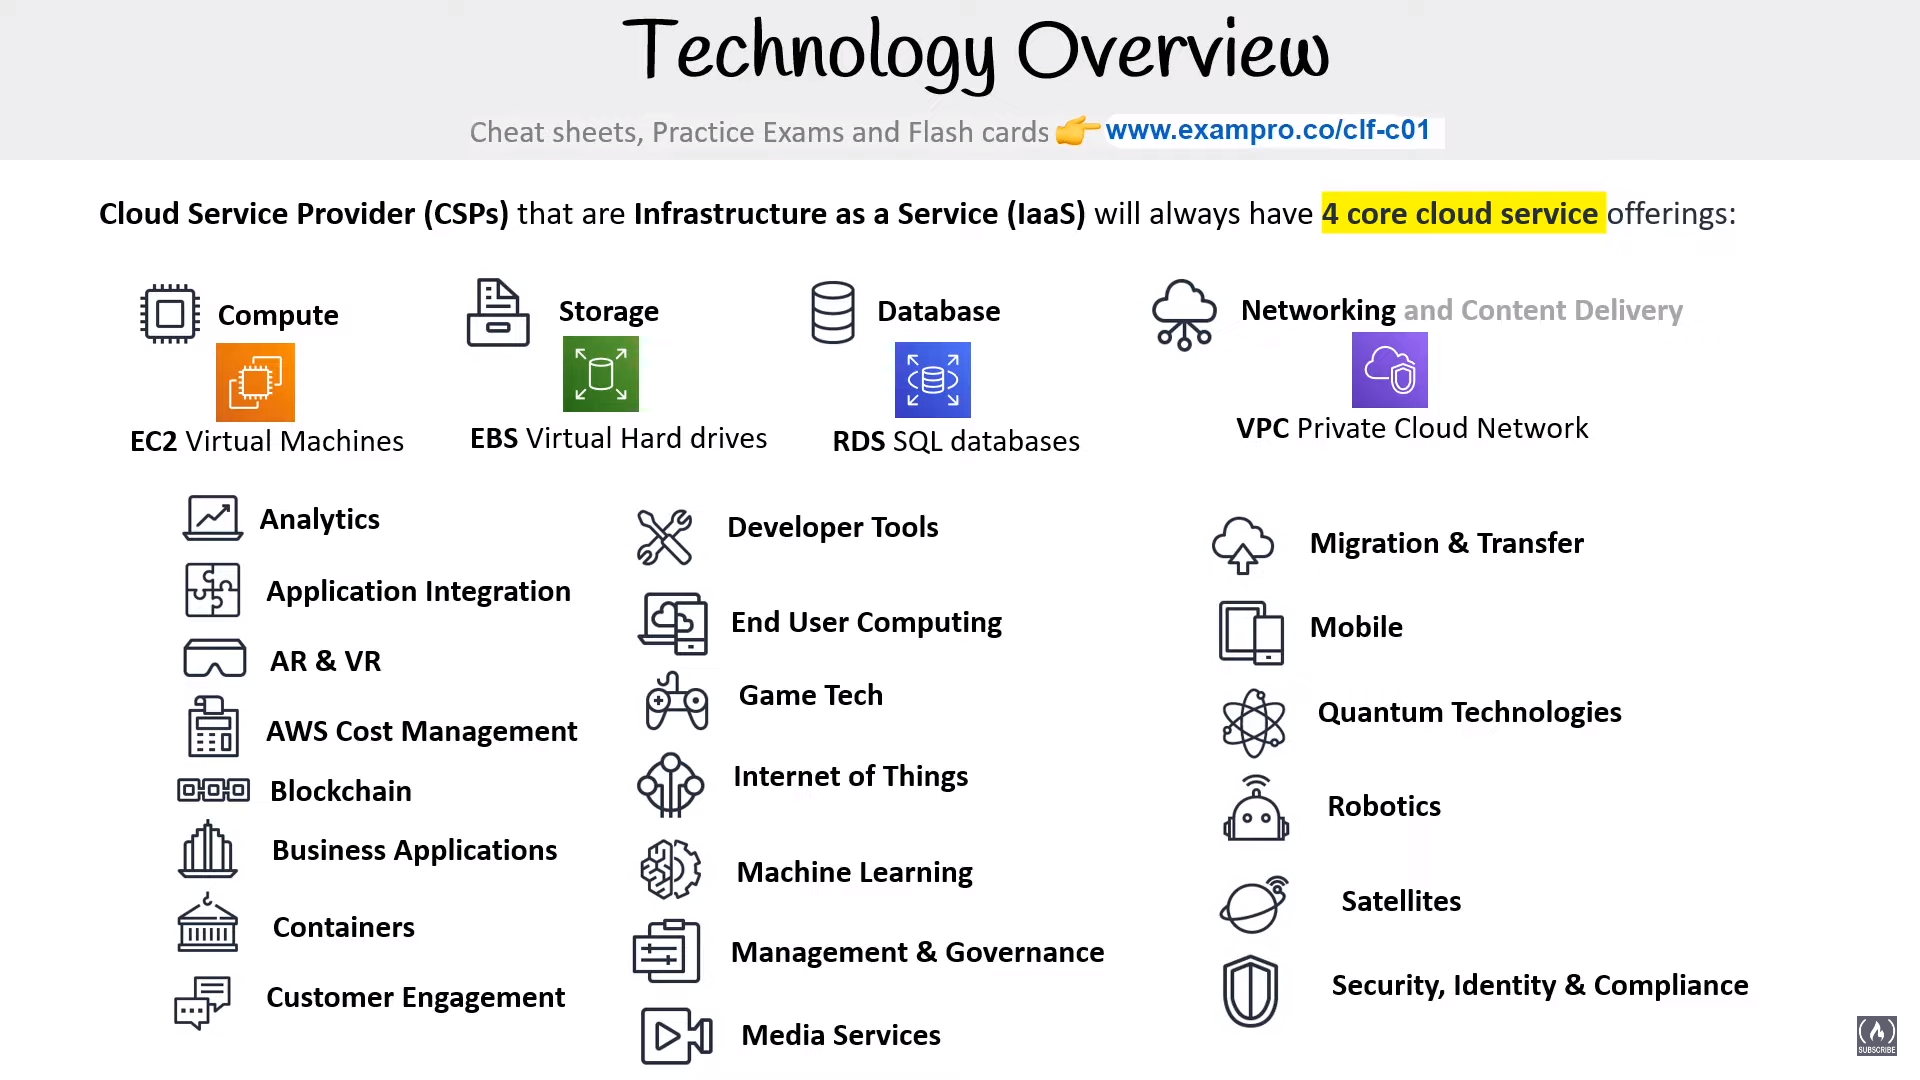 Technology Overview
Cheat sheets, Practice Exams and Flash cards 👉 www.exampro.co/clf-c01
Cloud Service Provider (CSPs) that are Infrastructure as a Service (IaaS) will always have 4 core cloud service offerings:
Compute
EC2 Virtual Machines
Storage
EBS Virtual Hard drives
Database
RDS SQL databases
Networking and Content Delivery
VPC Private Cloud Network
Analytics
Application Integration
AR & VR
AWS Cost Management
Blockchain
Business Applications
Containers
Customer Engagement
Developer Tools
End User Computing
Game Tech
Internet of Things
Machine Learning
Management & Governance
Media Services
Migration & Transfer
Mobile
Quantum Technologies
Robotics
Satellites
Security, Identity & Compliance
SUBSCRIBE